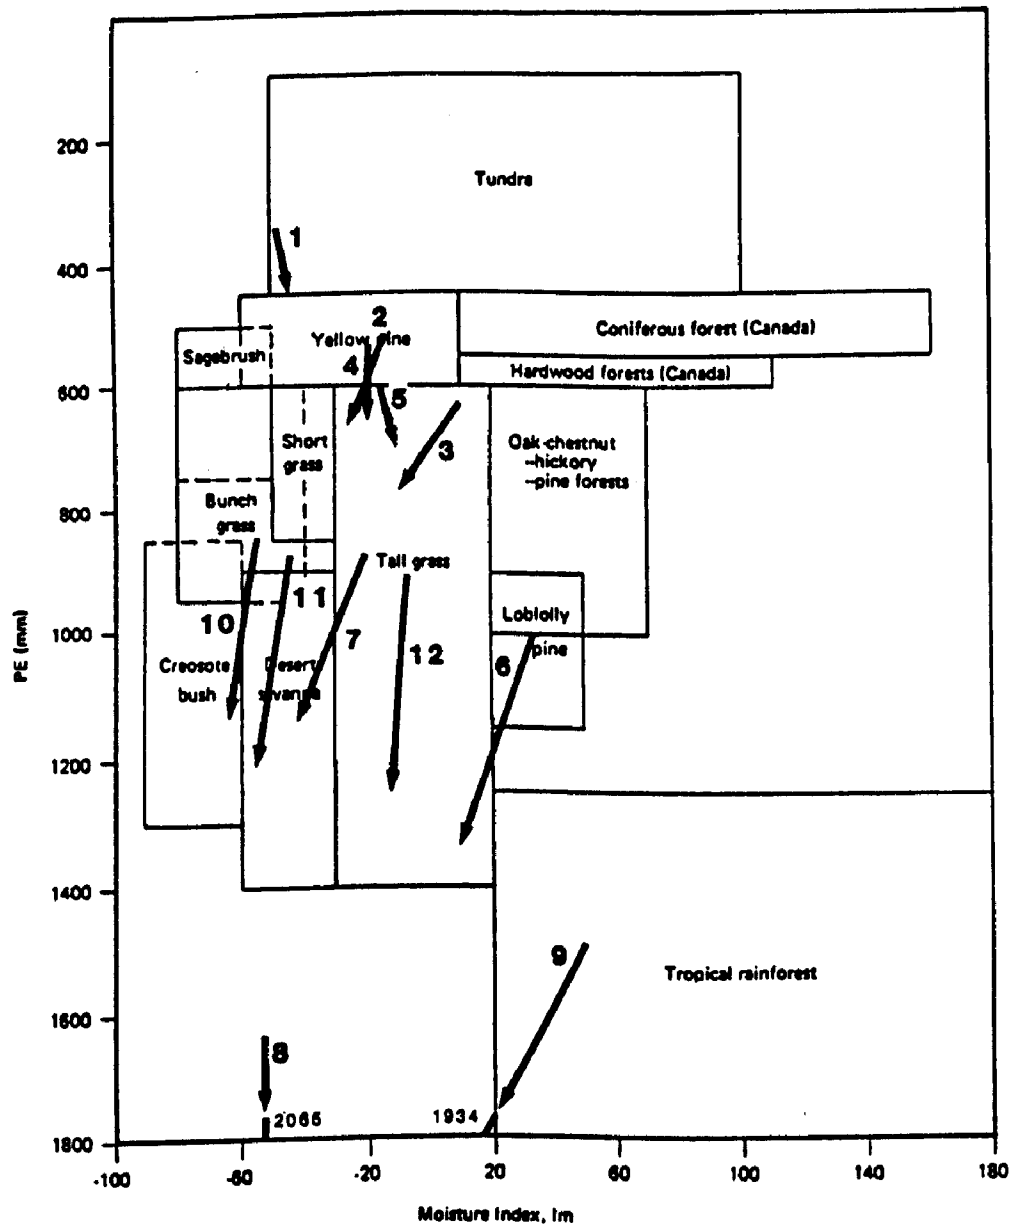 200
Tundra
1
400
2
Yellow pine
Coniferous forest (Canada)
Sagebrush
4
Hardwood forests (Canada)
600
5
3
Short
grass
Oak-chestnut
-hickory
-pine forests
800
Bunch
grass
Tall grass
11
Loblolly
pine
10
7
12
6
1000
PE (mm)
Creosote
bush
Desert
savanna
1200
1400
9
Tropical rainforest
1600
8
2065
1934
1800
-100
-60
-20
20
60
100
140
180
Moisture Index, Im